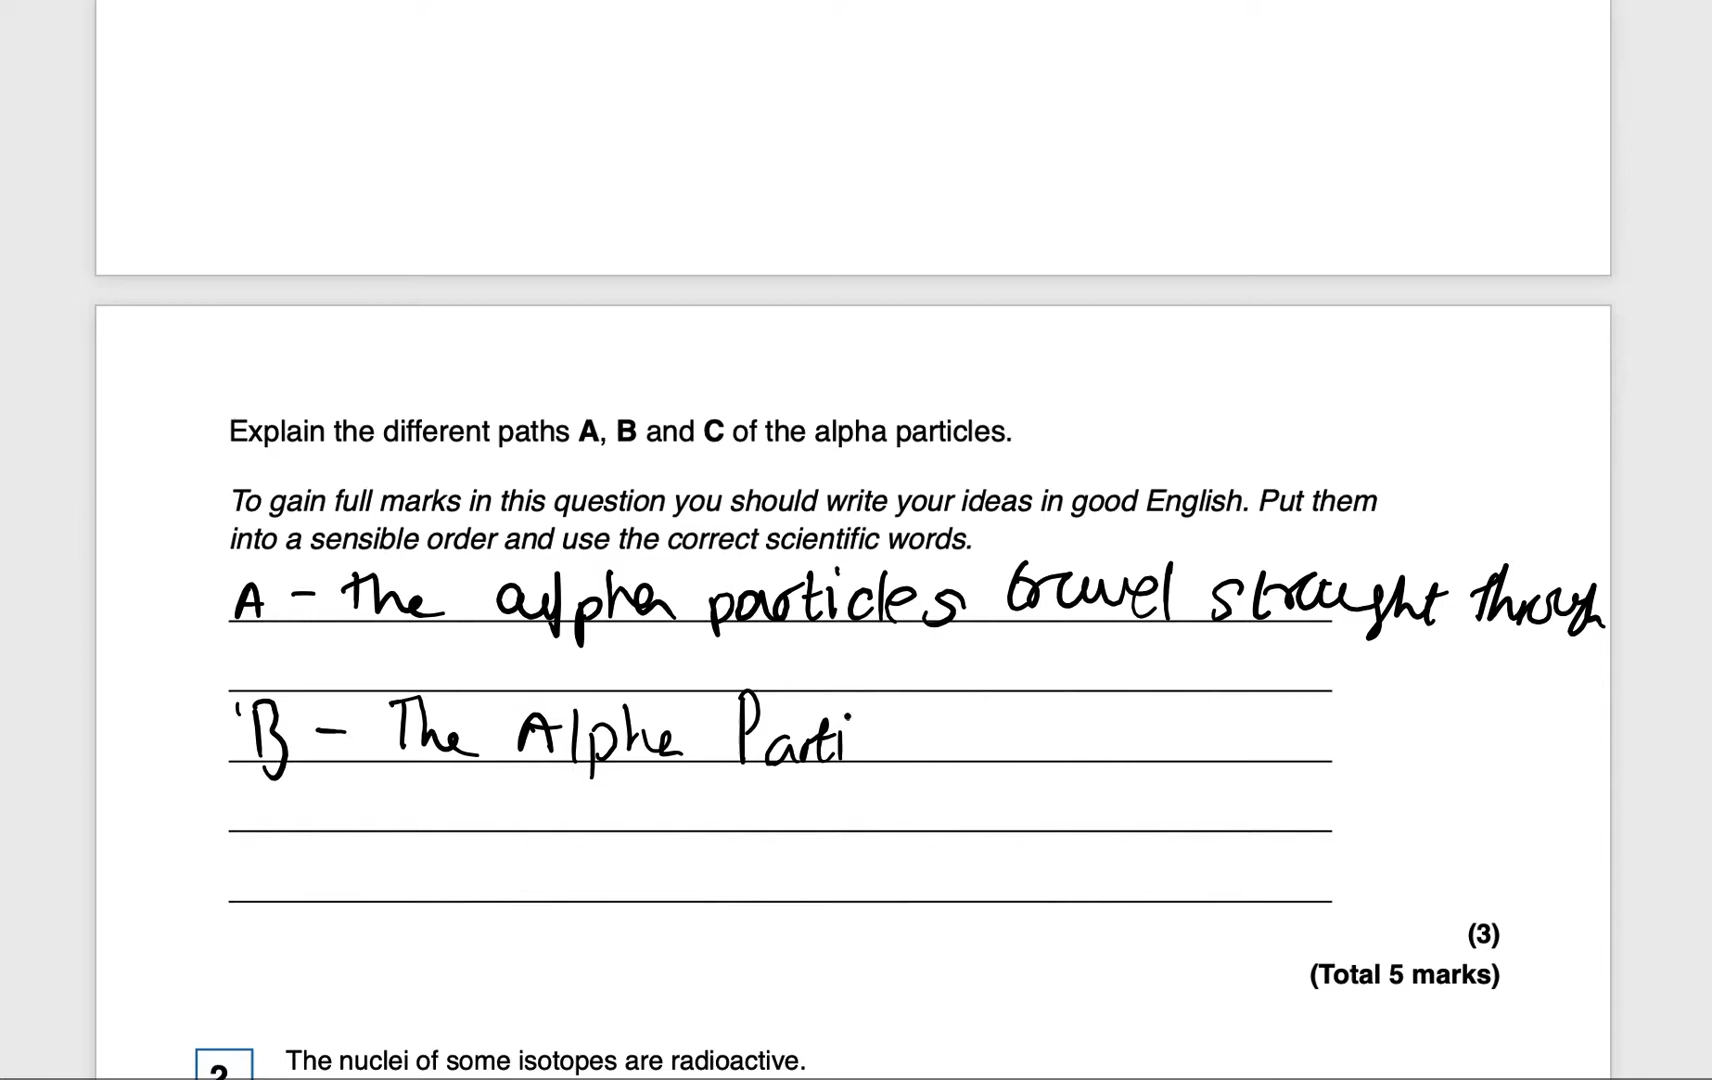 Explain the different paths A, B and C of the alpha particles.
To gain full marks in this question you should write your ideas in good English. Put them
into a sensible order and use the correct scientific words.
A - the alpha particles travel straight through
B - The Alpha Parti
(3)
(Total 5 marks)
2
The nuclei of some isotopes are radioactive.